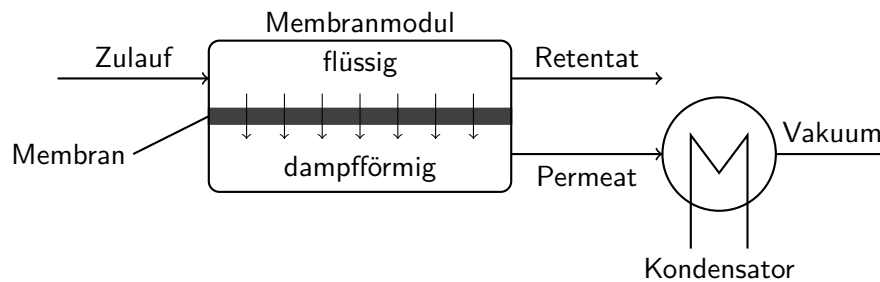 Membranmodul
Zulauf
flüssig
Retentat
Membran
dampfförmig
Permeat
Vakuum
Kondensator